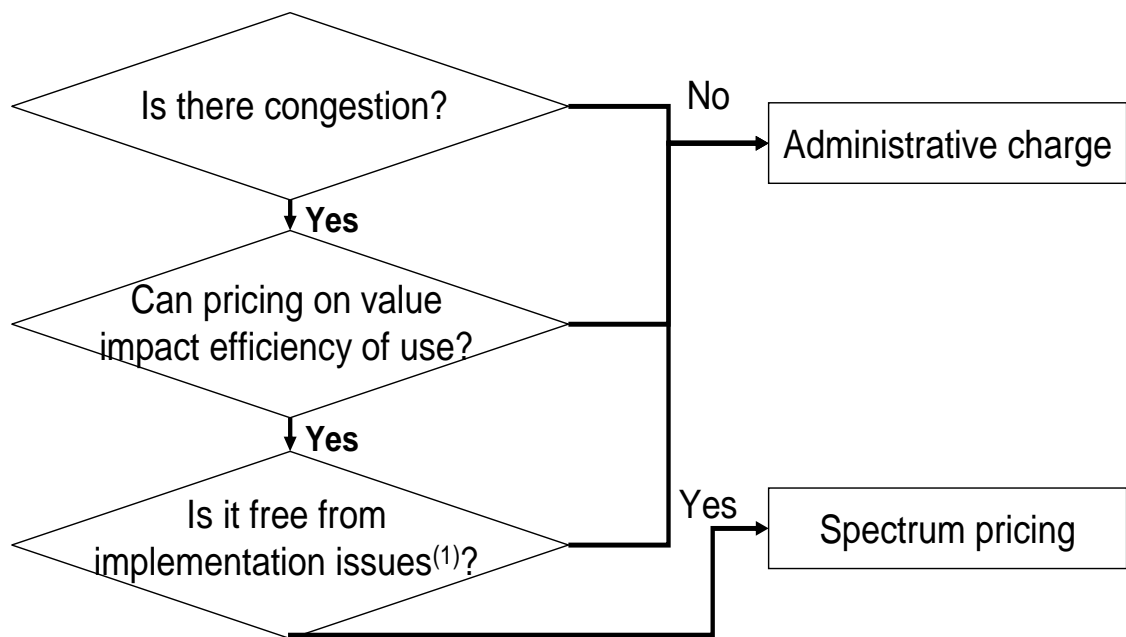 Is there congestion?
No
Administrative charge
Yes
Can pricing on value
impact efficiency of use?
Yes
Is it free from
implementation issues(1)?
Yes
Spectrum pricing